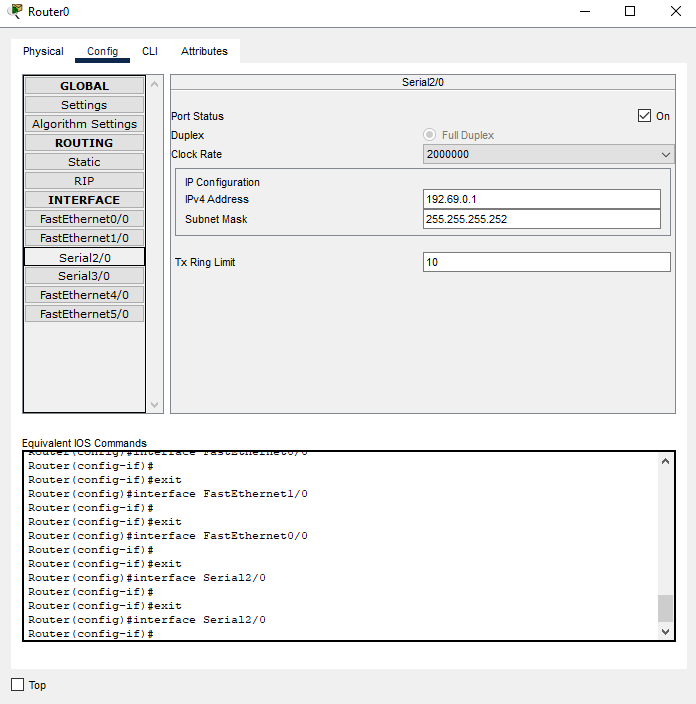 Router0
Physical Config CLI Attributes
GLOBAL
Settings
Algorithm Settings
ROUTING
Static
RIP
INTERFACE
FastEthernet0/0
FastEthernet1/0
Serial2/0
Serial3/0
FastEthernet4/0
FastEthernet5/0
Serial2/0
Port Status On
Duplex Full Duplex
Clock Rate 2000000
IP Configuration
IPv4 Address 192.69.0.1
Subnet Mask 255.255.255.252
Tx Ring Limit 10
Equivalent IOS Commands
Router(config)#interface FastEthernet0/0
Router(config-if)#
Router(config-if)#exit
Router(config)#interface FastEthernet1/0
Router(config-if)#
Router(config-if)#exit
Router(config)#interface FastEthernet0/0
Router(config-if)#
Router(config-if)#exit
Router(config)#interface Serial2/0
Router(config-if)#
Router(config-if)#exit
Router(config)#interface Serial2/0
Router(config-if)#
Top